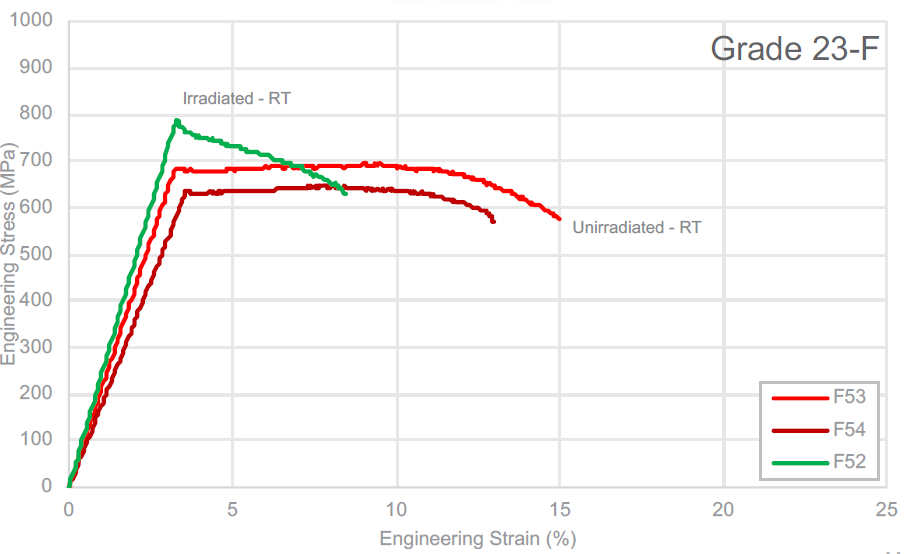 1000
900
800
700
600
500
400
300
200
100
0
0 5 10 15 20 25
Engineering Stress (MPa)
Engineering Strain (%)
Grade 23-F
Irradiated - RT
Unirradiated - RT
F53
F54
F52